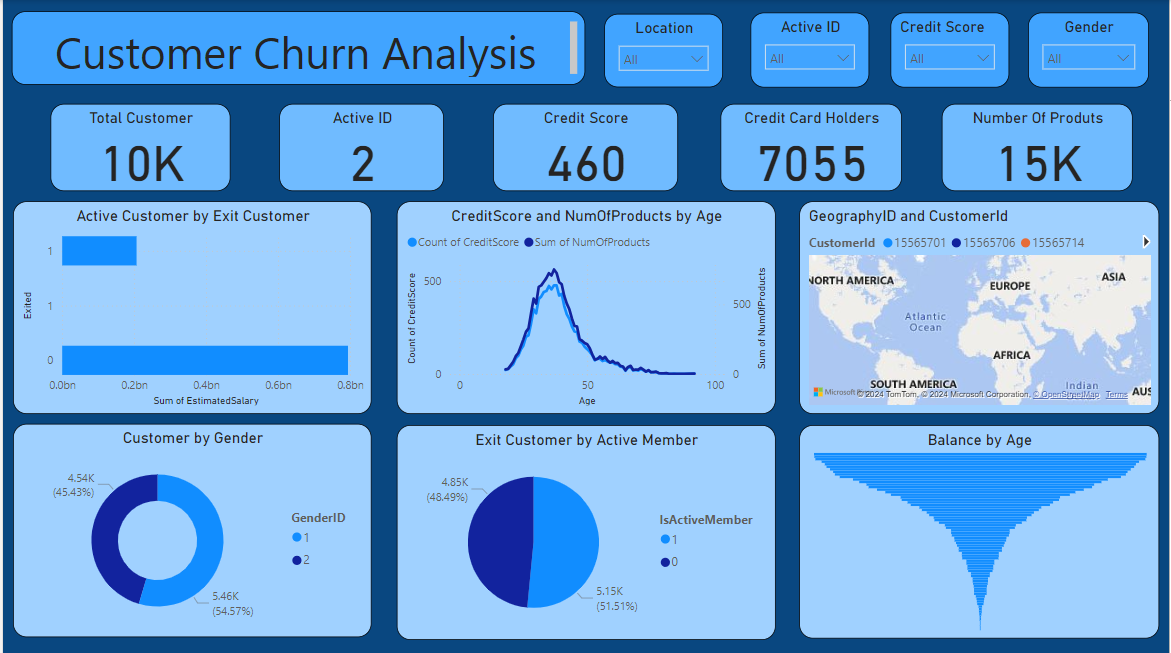 Customer Churn Analysis
Location
All
Active ID
All
Credit Score
All
Gender
All
Total Customer
10K
Active ID
2
Credit Score
460
Credit Card Holders
7055
Number Of Produts
15K
Active Customer by Exit Customer
Exited
1
1
0
0.0bn 0.2bn 0.4bn 0.6bn 0.8bn
Sum of EstimatedSalary
CreditScore and NumOfProducts by Age
Count of CreditScore Sum of NumOfProducts
Count of CreditScore
500
0
0 50 100
Age
500
0
Sum of NumOfProducts
GeographyID and CustomerId
CustomerId 15565701 15565706 15565714
NORTH AMERICA
EUROPE
ASIA
Atlantic
Ocean
AFRICA
SOUTH AMERICA
Indian
AUS
Microsoft
© 2024 TomTom, © 2024 Microsoft Corporation, © OpenStreetMap Terms
Customer by Gender
4.54K
(45.43%)
5.46K
(54.57%)
GenderID
1
2
Exit Customer by Active Member
4.85K
(48.49%)
5.15K
(51.51%)
IsActiveMember
1
0
Balance by Age